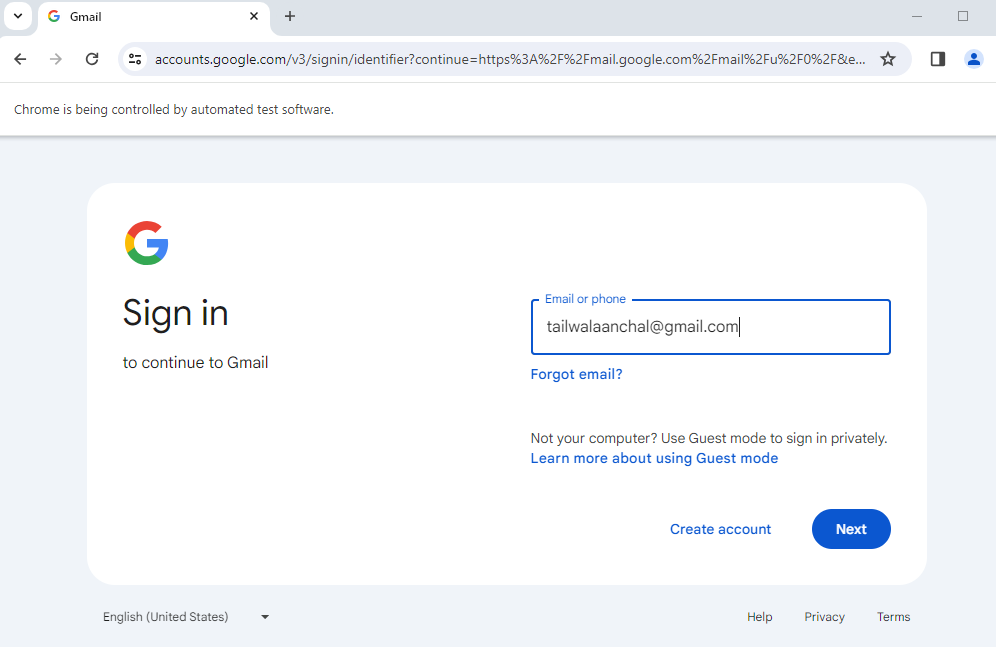 Gmail
accounts.google.com/v3/signin/identifier?continue=https%3A%2F%2Fmail.google.com%2Fmail%2Fu%2F0%2F&e...
Chrome is being controlled by automated test software.
Sign in
to continue to Gmail
Email or phone
tailwalaanchal@gmail.com
Forgot email?
Not your computer? Use Guest mode to sign in privately.
Learn more about using Guest mode
Create account
Next
English (United States)
Help
Privacy
Terms